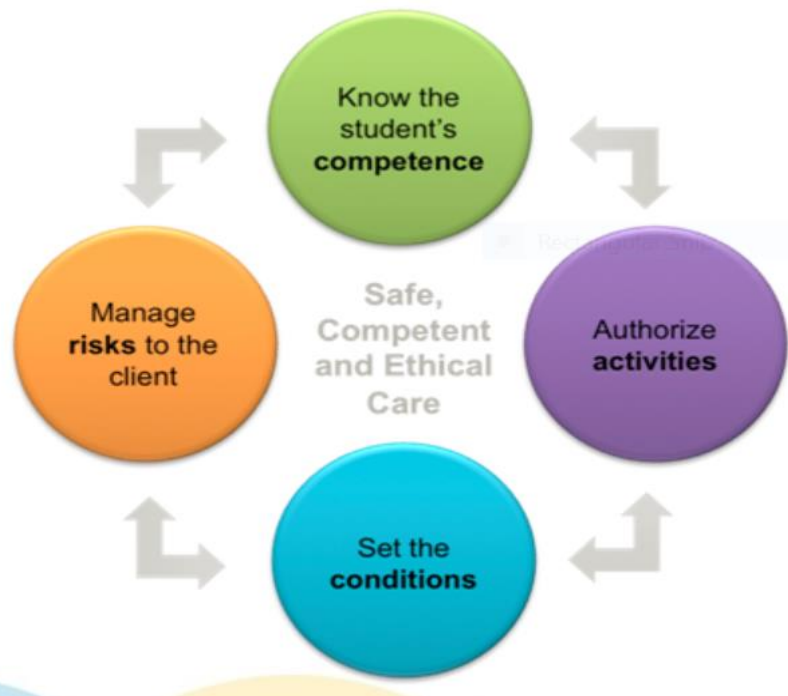 Know the
student's
competence
Manage
risks to the
client
Safe,
Competent
and Ethical
Care
Authorize
activities
Set the
conditions